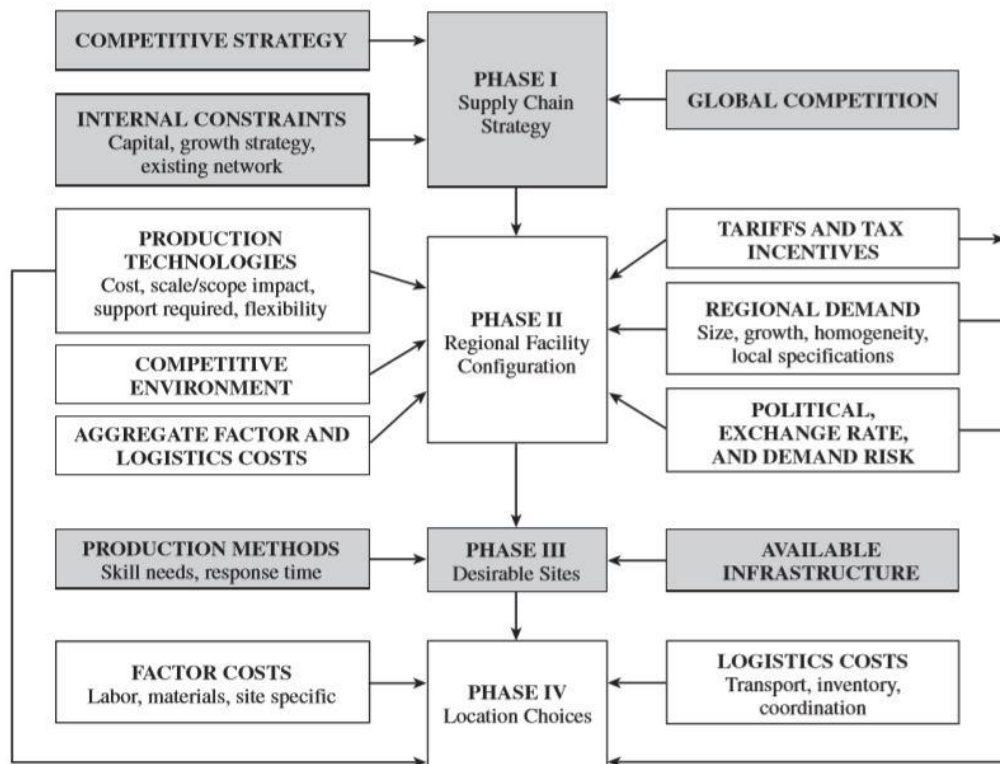 COMPETITIVE STRATEGY
PHASE I
Supply Chain
Strategy
GLOBAL COMPETITION
INTERNAL CONSTRAINTS
Capital, growth strategy,
existing network
PRODUCTION
TECHNOLOGIES
Cost, scale/scope impact,
support required, flexibility
TARIFFS AND TAX
INCENTIVES
PHASE II
Regional Facility
Configuration
REGIONAL DEMAND
Size, growth, homogeneity,
local specifications
COMPETITIVE
ENVIRONMENT
AGGREGATE FACTOR AND
LOGISTICS COSTS
POLITICAL,
EXCHANGE RATE,
AND DEMAND RISK
PRODUCTION METHODS
Skill needs, response time
PHASE III
Desirable Sites
AVAILABLE
INFRASTRUCTURE
FACTOR COSTS
Labor, materials, site specific
PHASE IV
Location Choices
LOGISTICS COSTS
Transport, inventory,
coordination